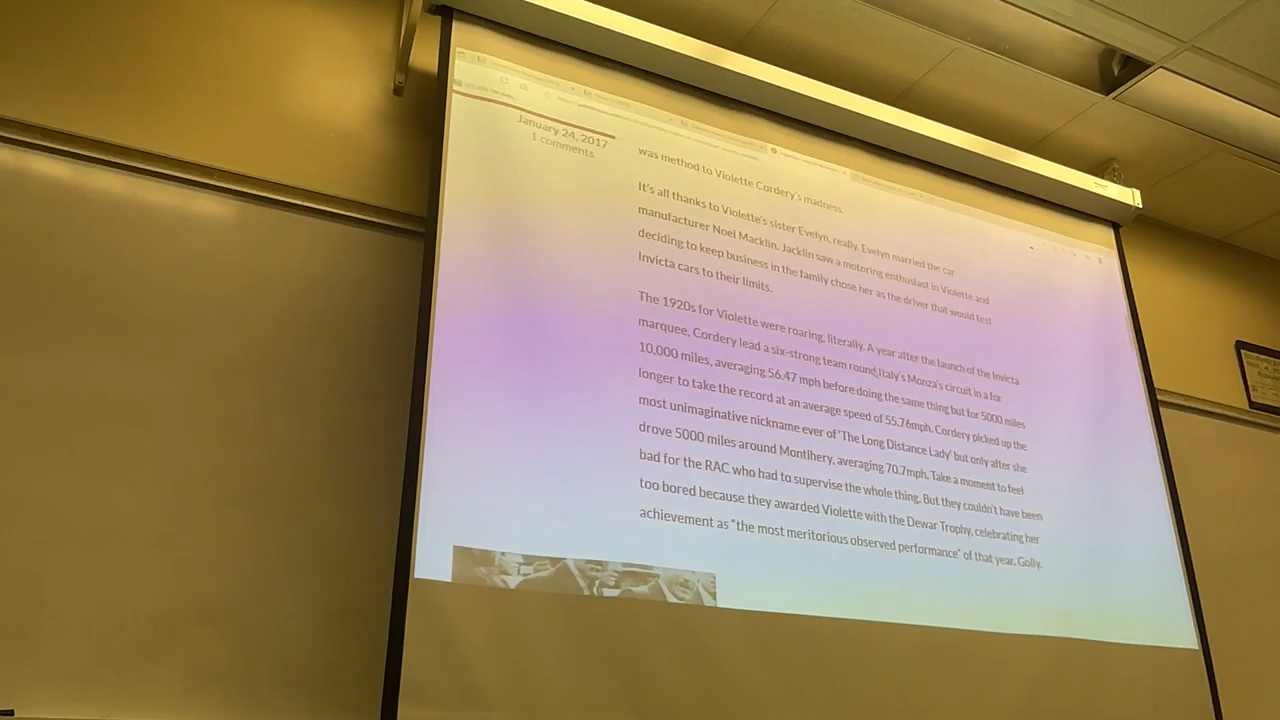 January 24, 2017
1 comments
was method to Violette Cordery's madness.
It's all thanks to Violette's sister Evelyn, really. Evelyn married the car
manufacturer Noel Macklin. Jacklin saw a motoring enthusiast in Violette and
deciding to keep business in the family chose her as the driver that would test
Invicta cars to their limits.
The 1920s for Violette were roaring, literally. A year after the launch of the Invicta
marquee, Cordery lead a six-strong team round Italy's Monza's circuit in a for
10,000 miles, averaging 56.47 mph before doing the same thing but for 5000 miles
longer to take the record at an average speed of 55.76mph. Cordery picked up the
most unimaginative nickname ever of 'The Long Distance Lady' but only after she
drove 5000 miles around Montlhery, averaging 70.7mph. Take a moment to feel
bad for the RAC who had to supervise the whole thing. But they couldn't have been
too bored because they awarded Violette with the Dewar Trophy, celebrating her
achievement as "the most meritorious observed performance" of that year. Golly.